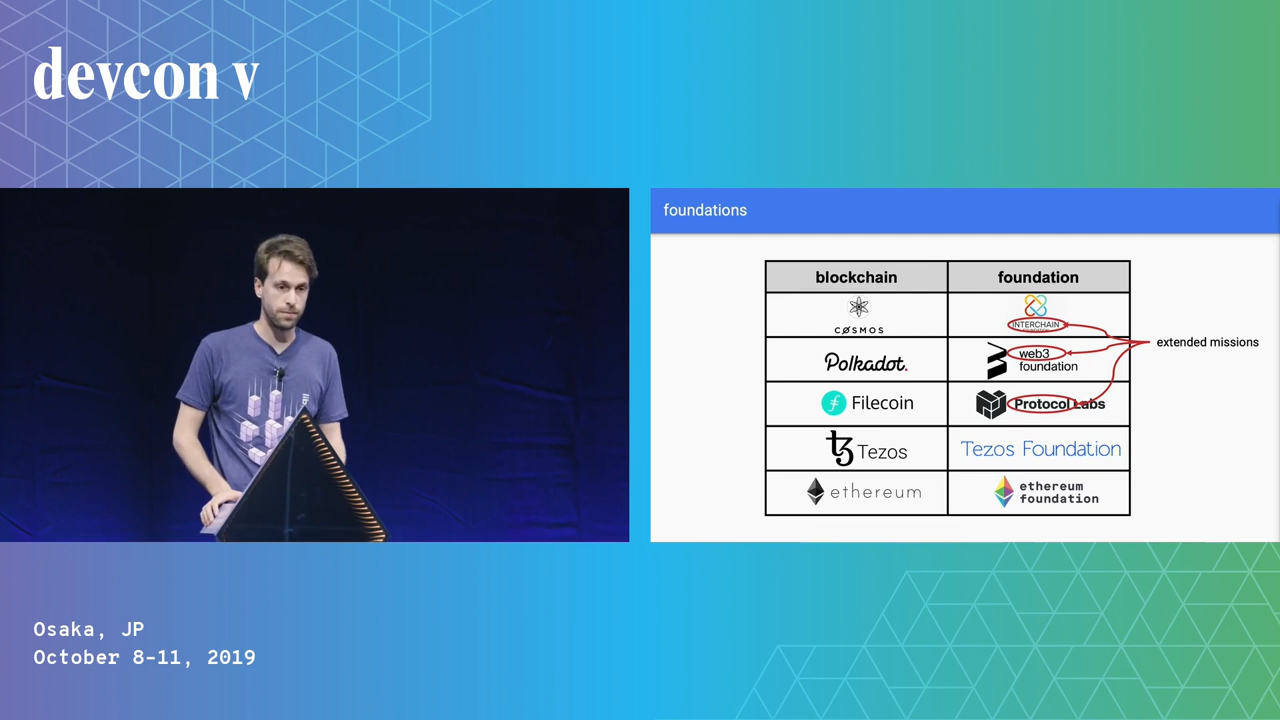 devcon v
foundations
blockchain
foundation
COSMOS
INTERCHAIN
Polkadot.
web3
foundation
Filecoin
Protocol Labs
Tezos
Tezos Foundation
ethereum
ethereum
foundation
extended missions
Osaka, JP
October 8-11, 2019